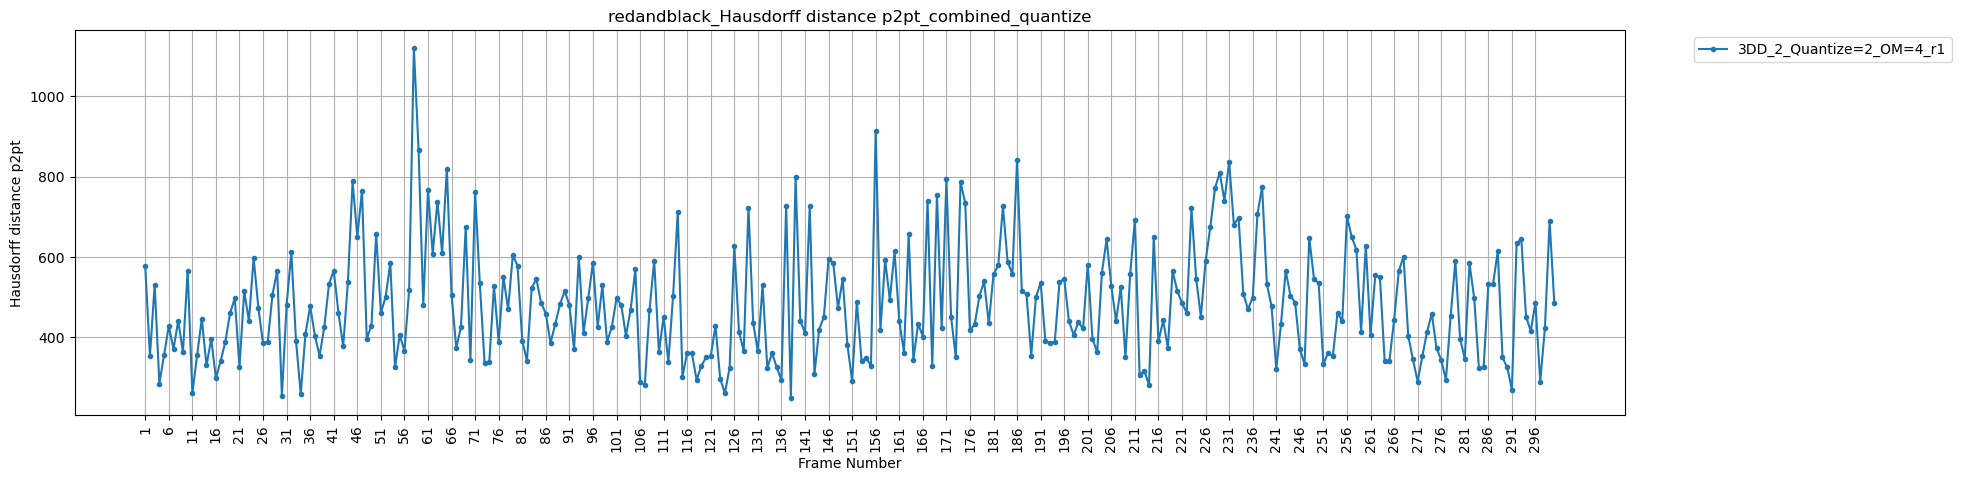 redandblack_Hausdorff distance p2pt_combined_quantize
3DD_2_Quantize=2_OM=4_r1
Hausdorff distance p2pt
1000
800
600
400
1 6 11 16 21 26 31 36 41 46 51 56 61 66 71 76 81 86 91 96 101 106 111 116 121 126 131 136 141 146 151 156 161 166 171 176 181 186 191 196 201 206 211 216 221 226 231 236 241 246 251 256 261 266 271 276 281 286 291 296
Frame Number